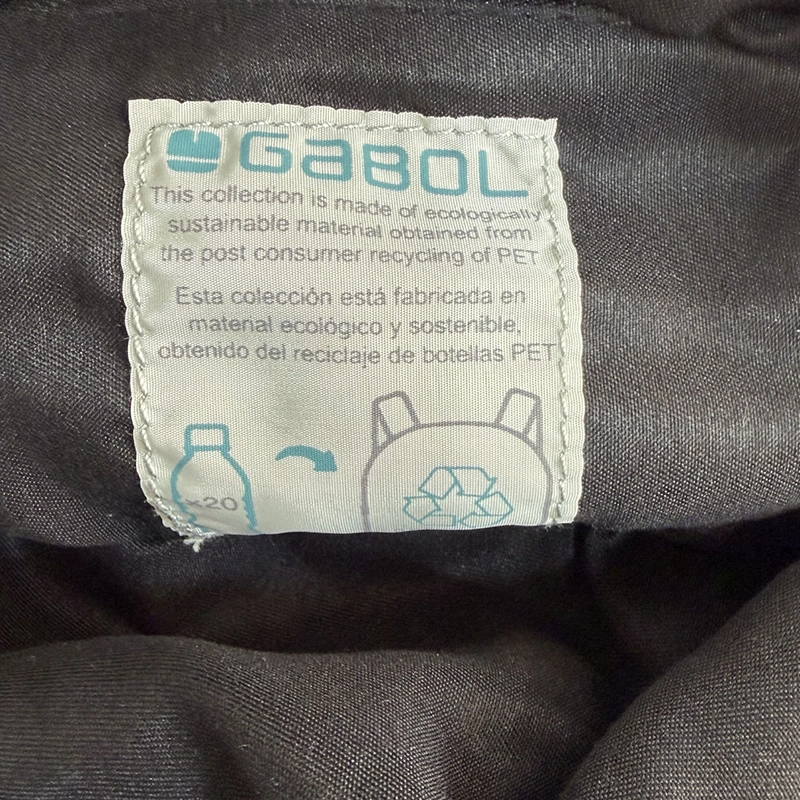 GaBOL
This collection is made of ecologically
sustainable material obtained from
the post consumer recycling of PET
Esta colección está fabricada en
material ecológico y sostenible,
obtenido del reciclaje de botellas PET
x20